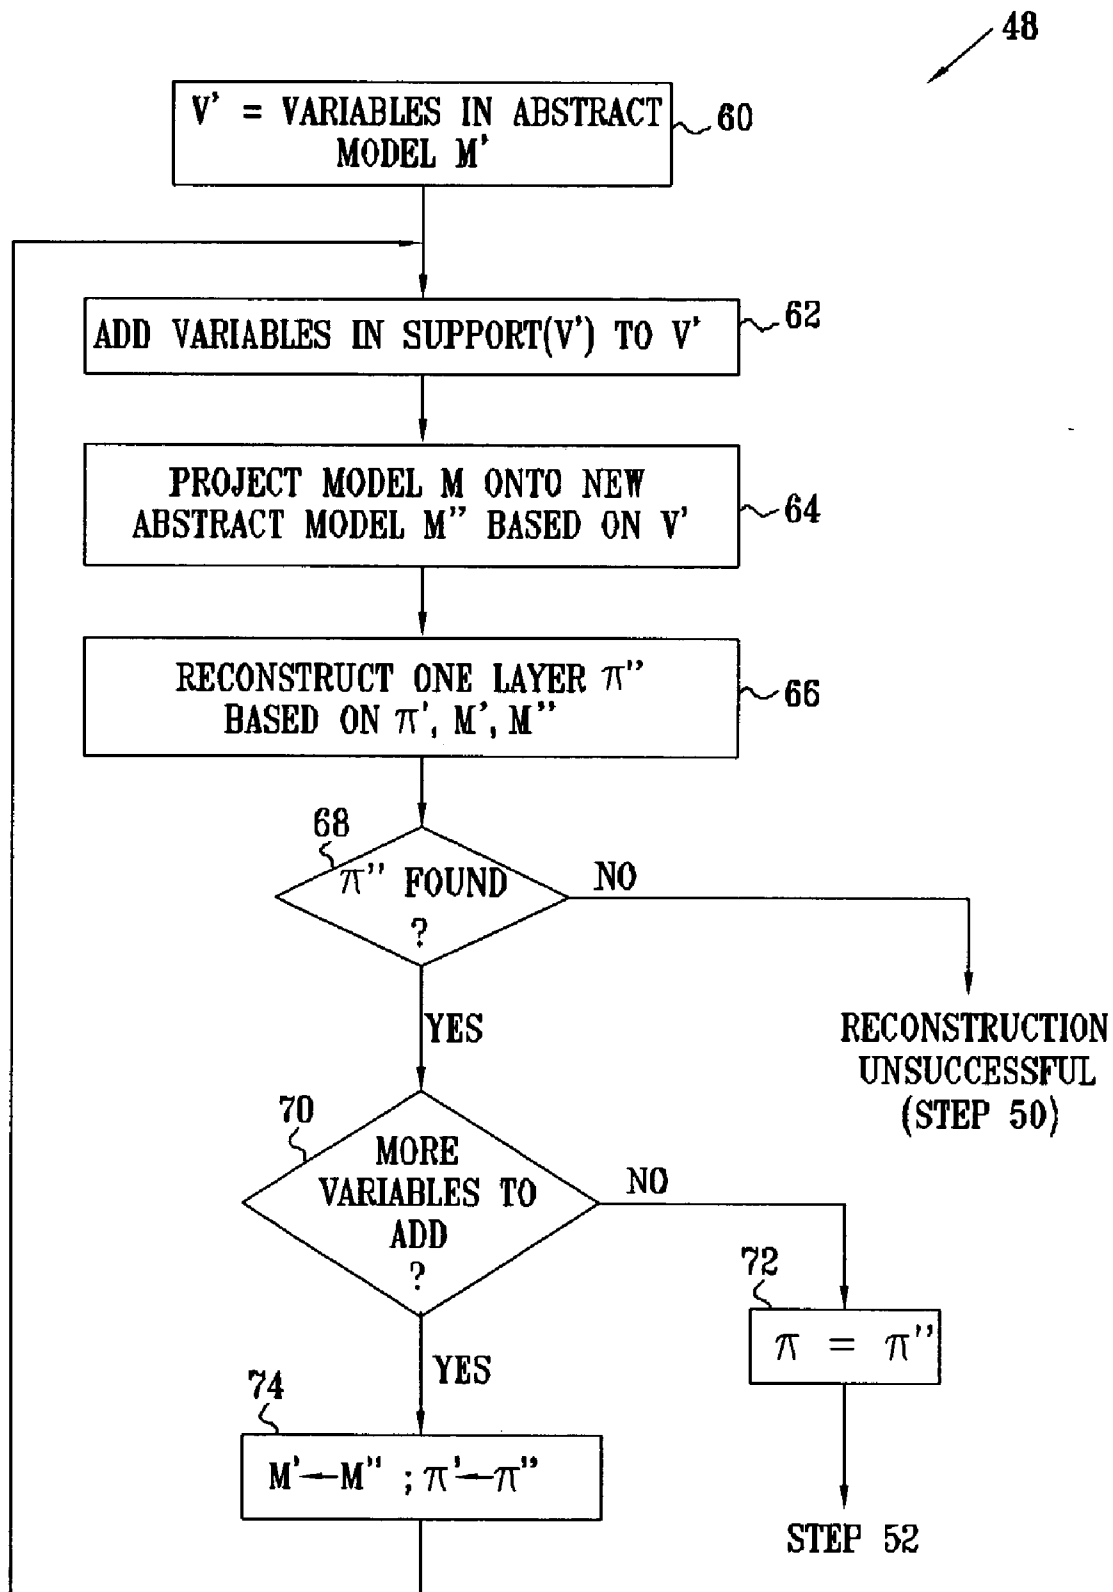 48
V' = VARIABLES IN ABSTRACT
MODEL M'
60
ADD VARIABLES IN SUPPORT(V') TO V'
62
PROJECT MODEL M ONTO NEW
ABSTRACT MODEL M'' BASED ON V'
64
RECONSTRUCT ONE LAYER π''
BASED ON π', M', M''
66
68
π'' FOUND
?
NO
YES
RECONSTRUCTION
UNSUCCESSFUL
(STEP 50)
70
MORE
VARIABLES TO
ADD
?
NO
72
π = π''
YES
74
M'←M'' ; π'←π''
STEP 52